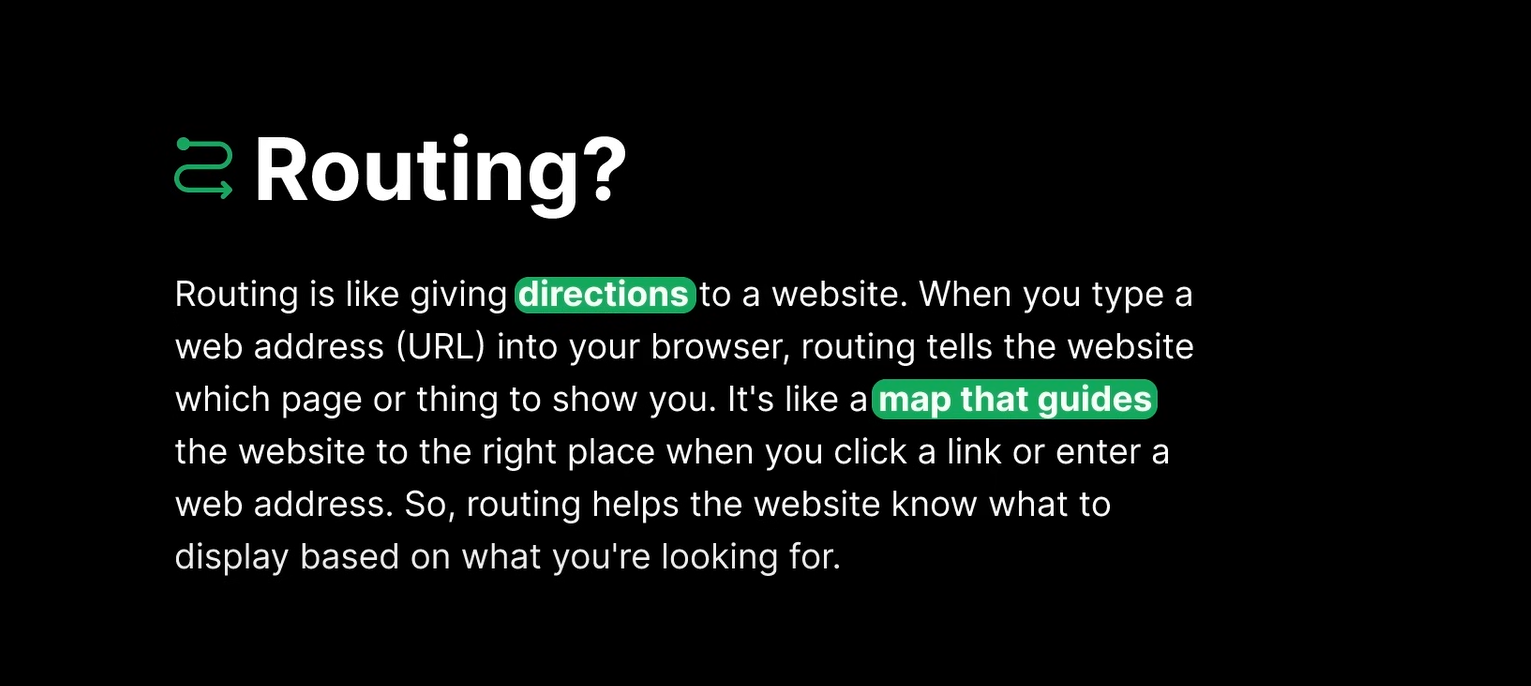 Routing?
Routing is like giving directions to a website. When you type a
web address (URL) into your browser, routing tells the website
which page or thing to show you. It's like a map that guides
the website to the right place when you click a link or enter a
web address. So, routing helps the website know what to
display based on what you're looking for.